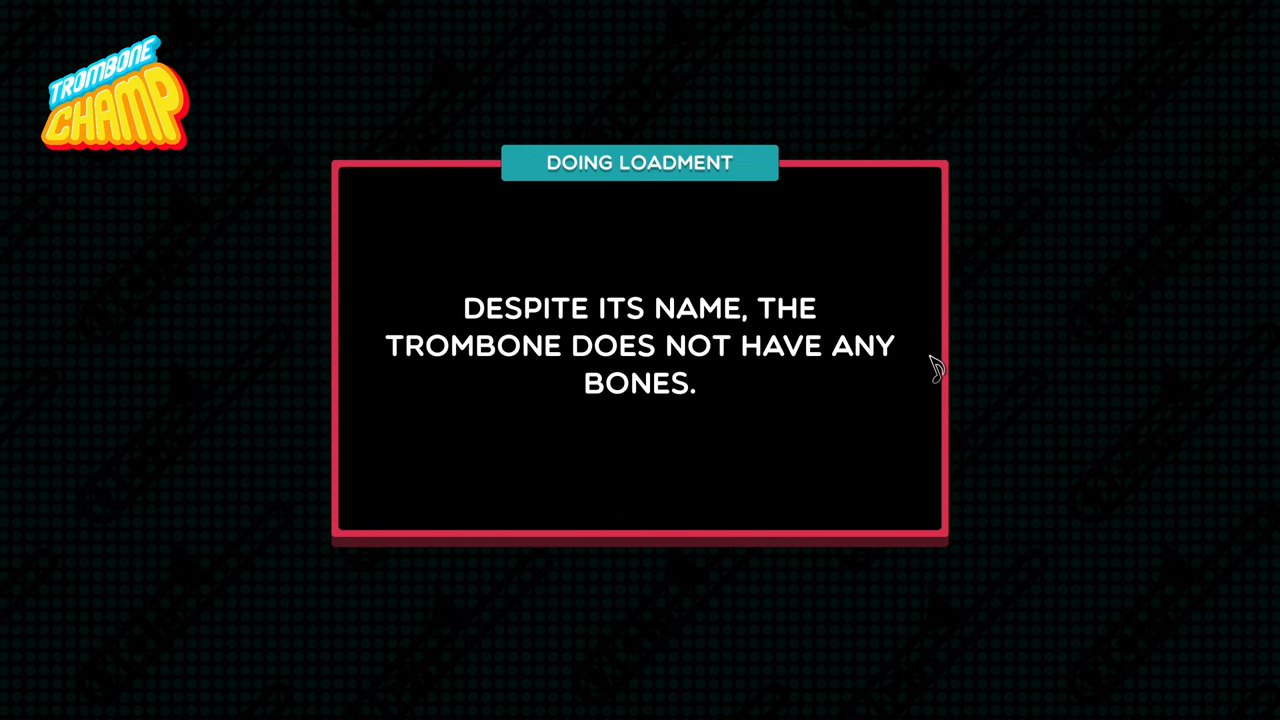 TROMBONE
CHAMP
DOING LOADMENT
DESPITE ITS NAME, THE
TROMBONE DOES NOT HAVE ANY
BONES.